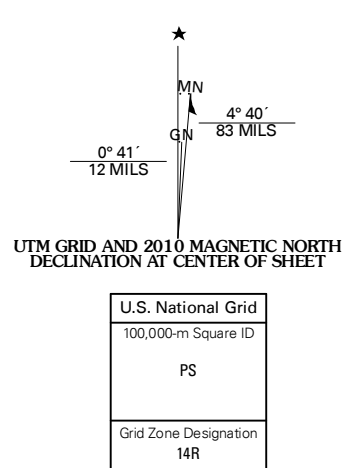 ★
MN
GN
4° 40´
83 MILS
0° 41´
12 MILS
UTM GRID AND 2010 MAGNETIC NORTH
DECLINATION AT CENTER OF SHEET
U.S. National Grid
100,000-m Square ID
PS
Grid Zone Designation
14R